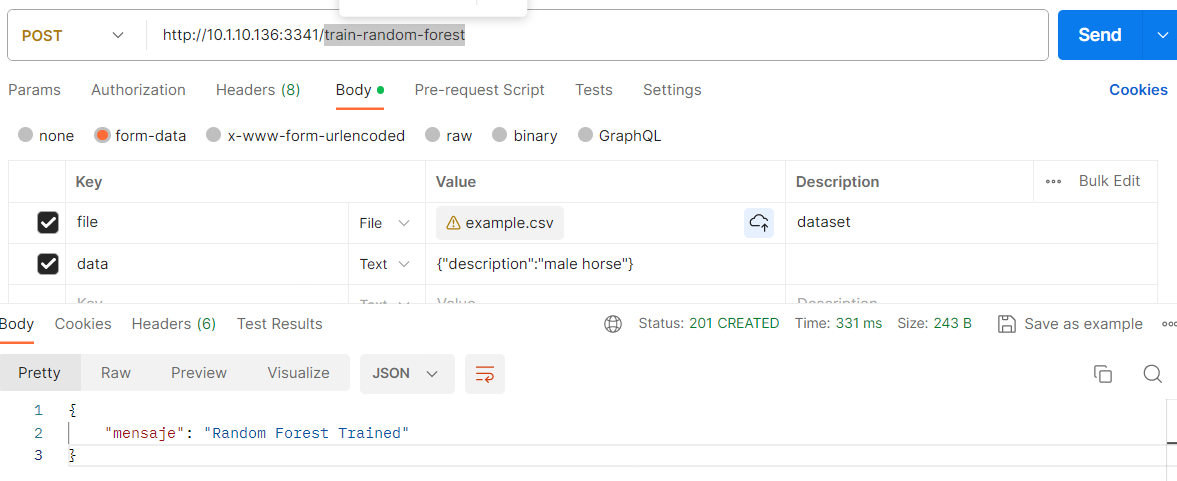 POST http://10.1.10.136:3341/train-random-forest Send
Params Authorization Headers (8) Body Pre-request Script Tests Settings Cookies
none form-data x-www-form-urlencoded raw binary GraphQL
Key Value Description Bulk Edit
file File example.csv dataset
data Text {"description":"male horse"}
Key Text Value Description
Body Cookies Headers (6) Test Results Status: 201 CREATED Time: 331 ms Size: 243 B Save as example
Pretty Raw Preview Visualize JSON
1 {
2 "mensaje": "Random Forest Trained"
3 }